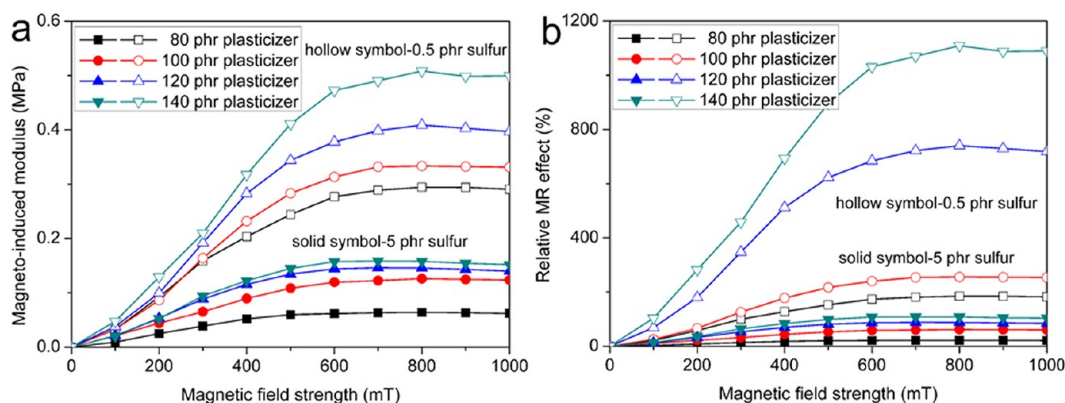 a
0.6
0.4
0.2
0.0
Magneto-induced modulus (MPa)
80 phr plasticizer
100 phr plasticizer
120 phr plasticizer
140 phr plasticizer
hollow symbol-0.5 phr sulfur
solid symbol-5 phr sulfur
0 200 400 600 800 1000
Magnetic field strength (mT)
b
1200
800
400
0
Relative MR effect (%)
80 phr plasticizer
100 phr plasticizer
120 phr plasticizer
140 phr plasticizer
hollow symbol-0.5 phr sulfur
solid symbol-5 phr sulfur
0 200 400 600 800 1000
Magnetic field strength (mT)